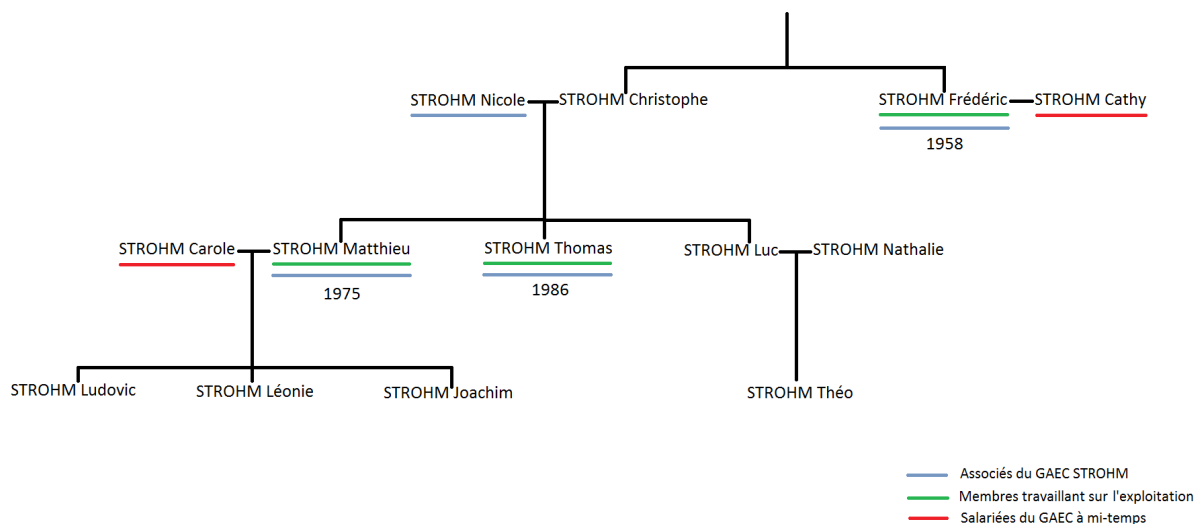 STROHM Nicole
STROHM Christophe
STROHM Frédéric
STROHM Cathy
1958
STROHM Carole
STROHM Matthieu
STROHM Thomas
STROHM Luc
STROHM Nathalie
1975
1986
STROHM Ludovic
STROHM Léonie
STROHM Joachim
STROHM Théo
Associés du GAEC STROHM
Membres travaillant sur l'exploitation
Salariées du GAEC à mi-temps